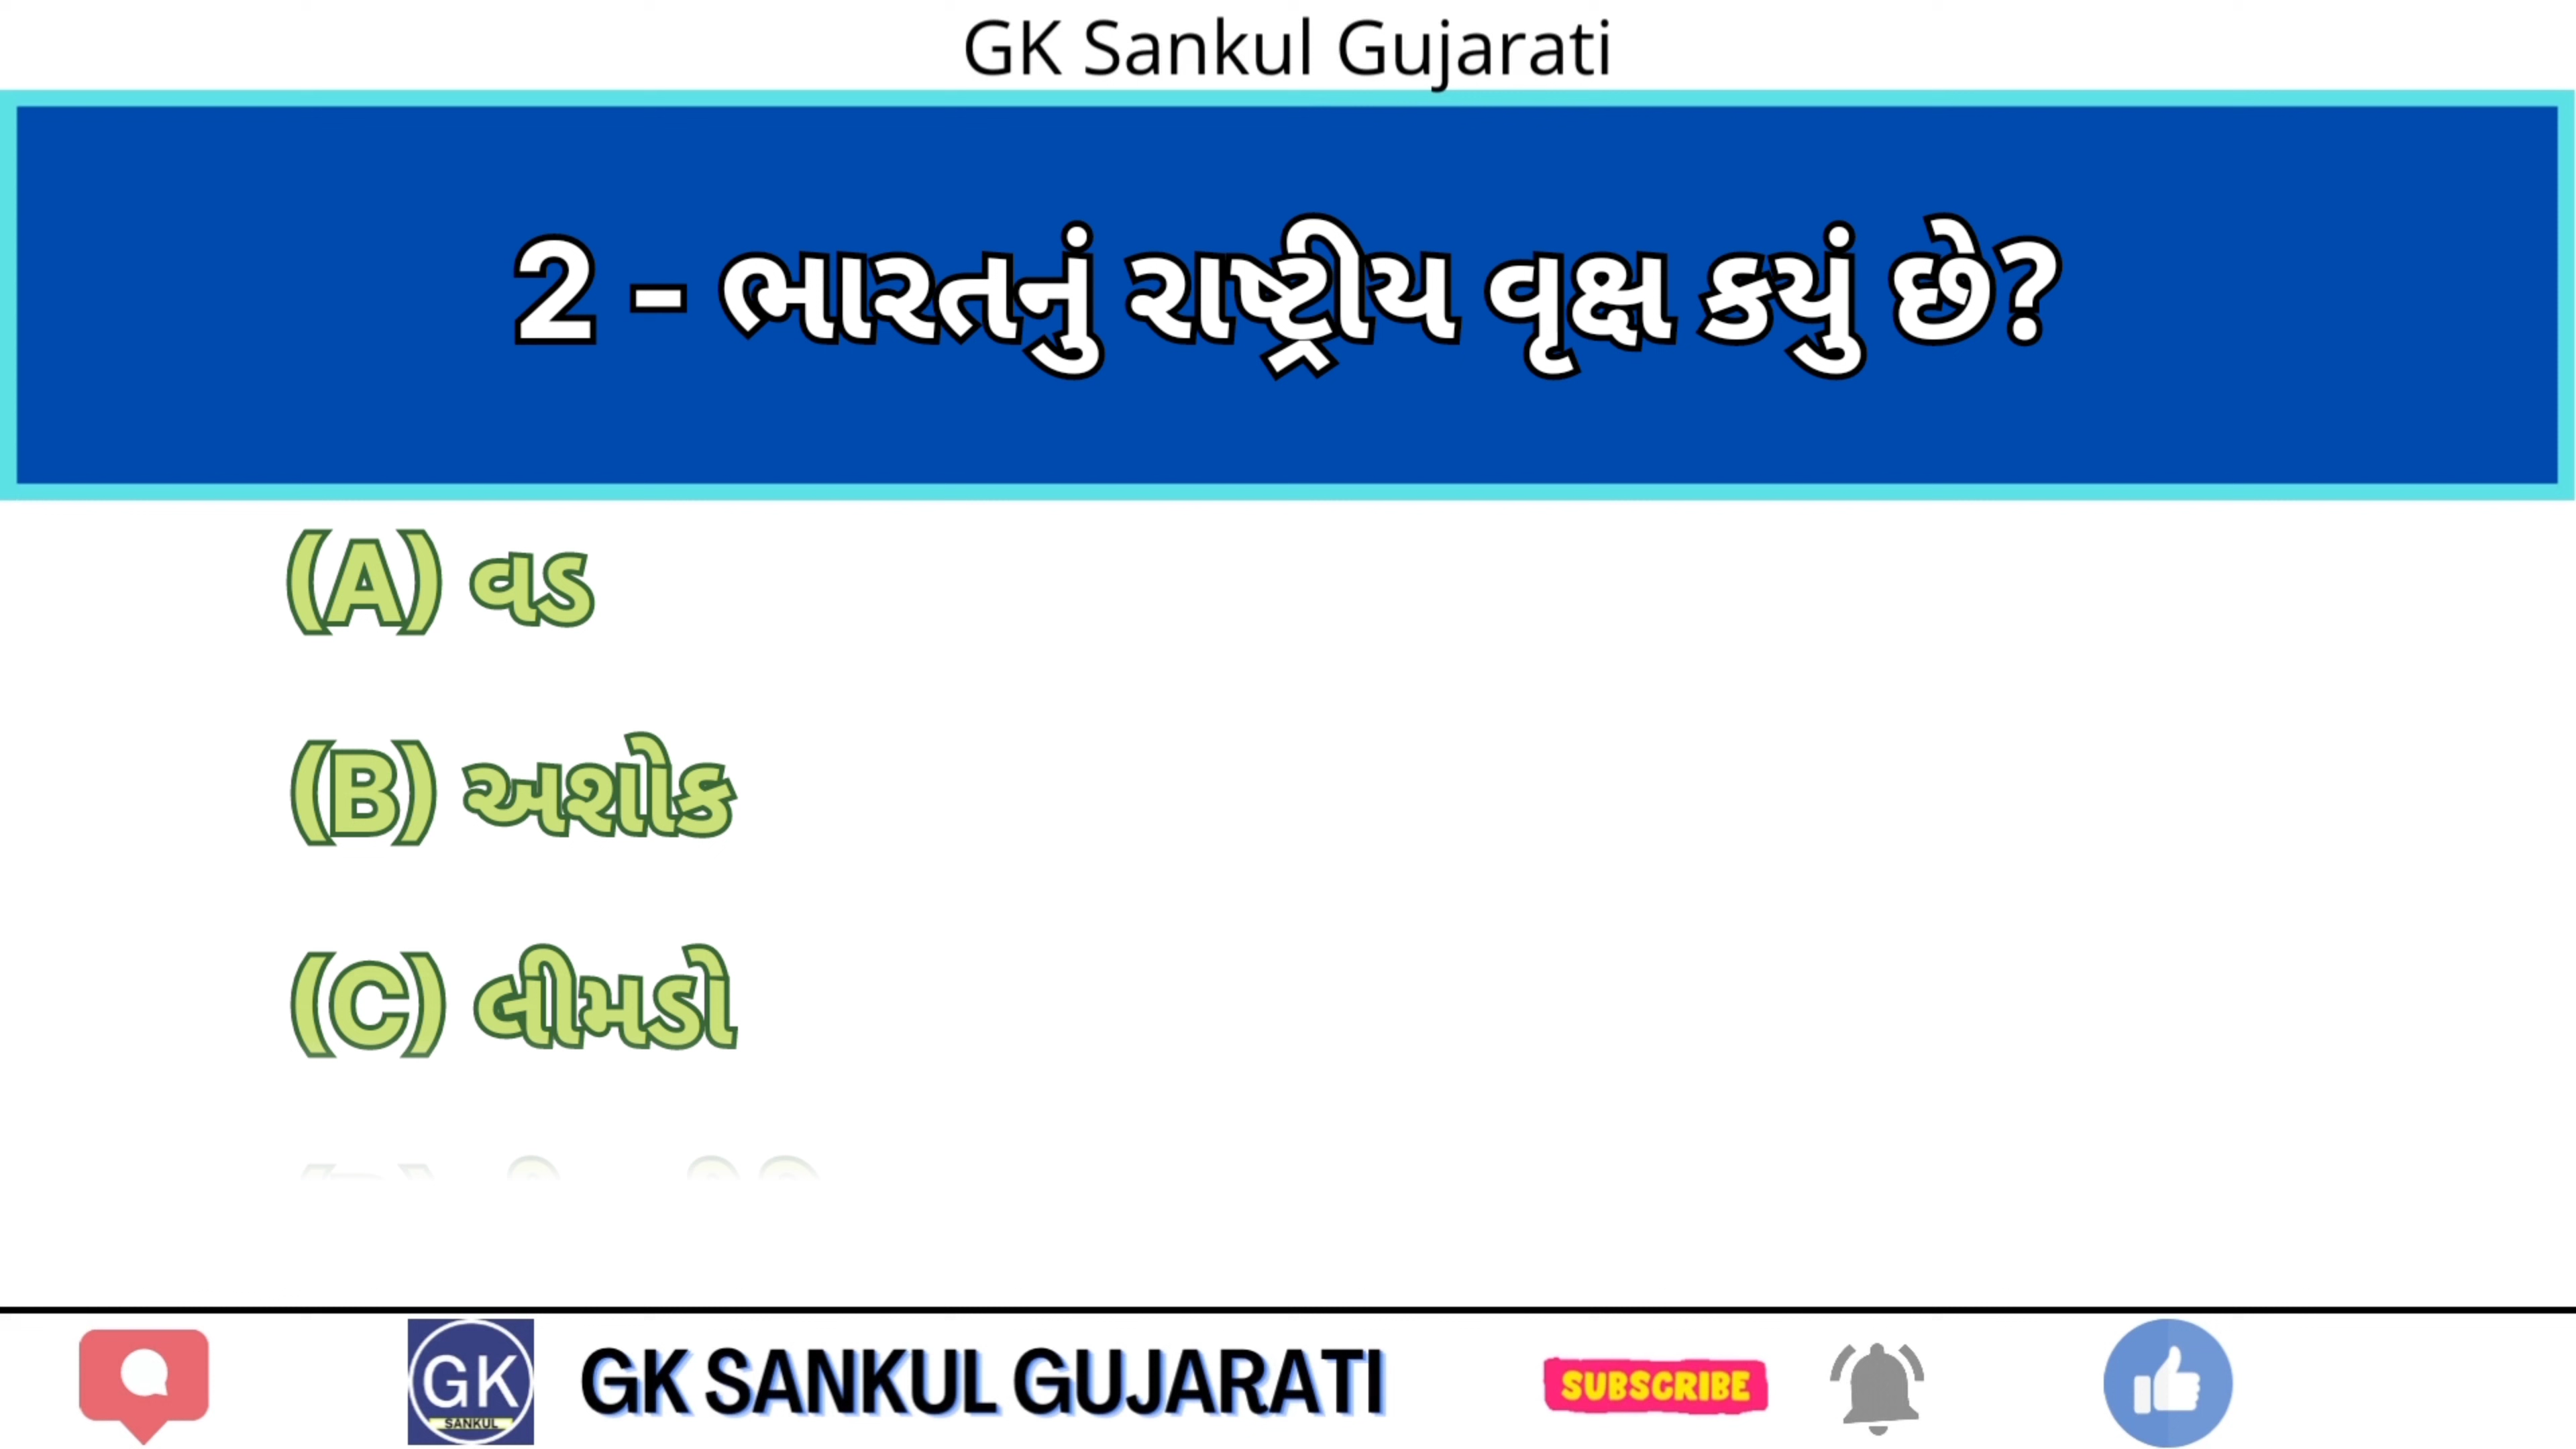 GK Sankul Gujarati
2 - ભારતનું રાષ્ટ્રીય વૃક્ષ કયું છે?
(A) વડ
(B) અશોક
(C) લીમડો
GK
SANKUL
GK SANKUL GUJARATI
SUBSCRIBE